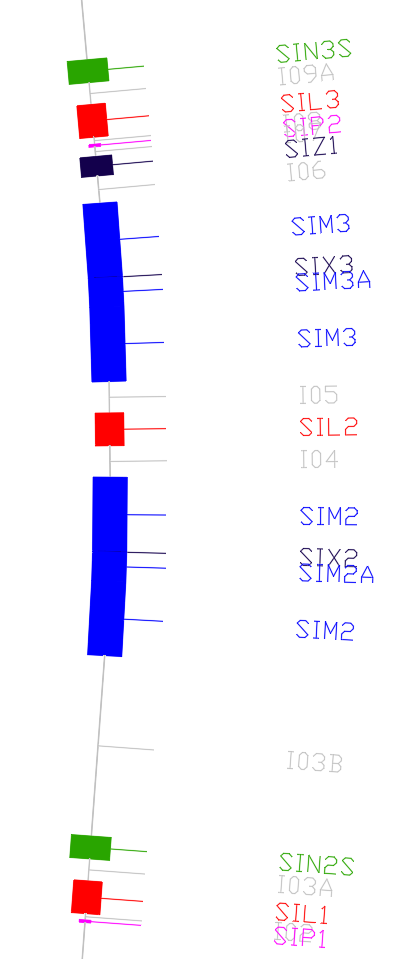 SIN3S
I09A
SIL3
SIP2
SIZ1
I06
SIM3
SIX3
SIM3A
SIM3
I05
SIL2
I04
SIM2
SIX2
SIM2A
SIM2
I03B
SIN2S
I03A
SIL1
SIP1